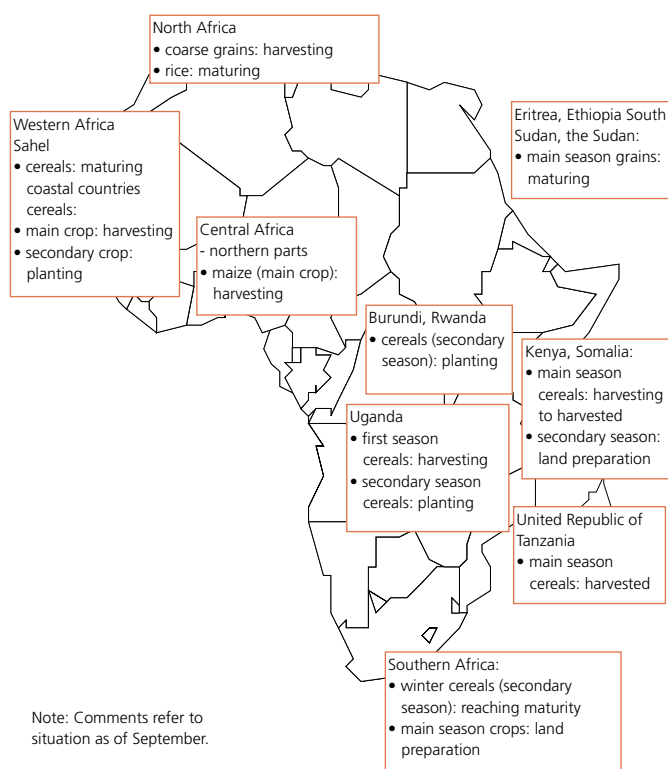 North Africa
• coarse grains: harvesting
• rice: maturing
Western Africa
Sahel
• cereals: maturing
coastal countries
cereals:
• main crop: harvesting
• secondary crop:
planting
Eritrea, Ethiopia South
Sudan, the Sudan:
• main season grains:
maturing
Central Africa
- northern parts
• maize (main crop):
harvesting
Burundi, Rwanda
• cereals (secondary
season): planting
Kenya, Somalia:
• main season
cereals: harvesting
to harvested
• secondary season:
land preparation
Uganda
• first season
cereals: harvesting
• secondary season
cereals: planting
United Republic of
Tanzania
• main season
cereals: harvested
Southern Africa:
• winter cereals (secondary
season): reaching maturity
• main season crops: land
preparation
Note: Comments refer to
situation as of September.